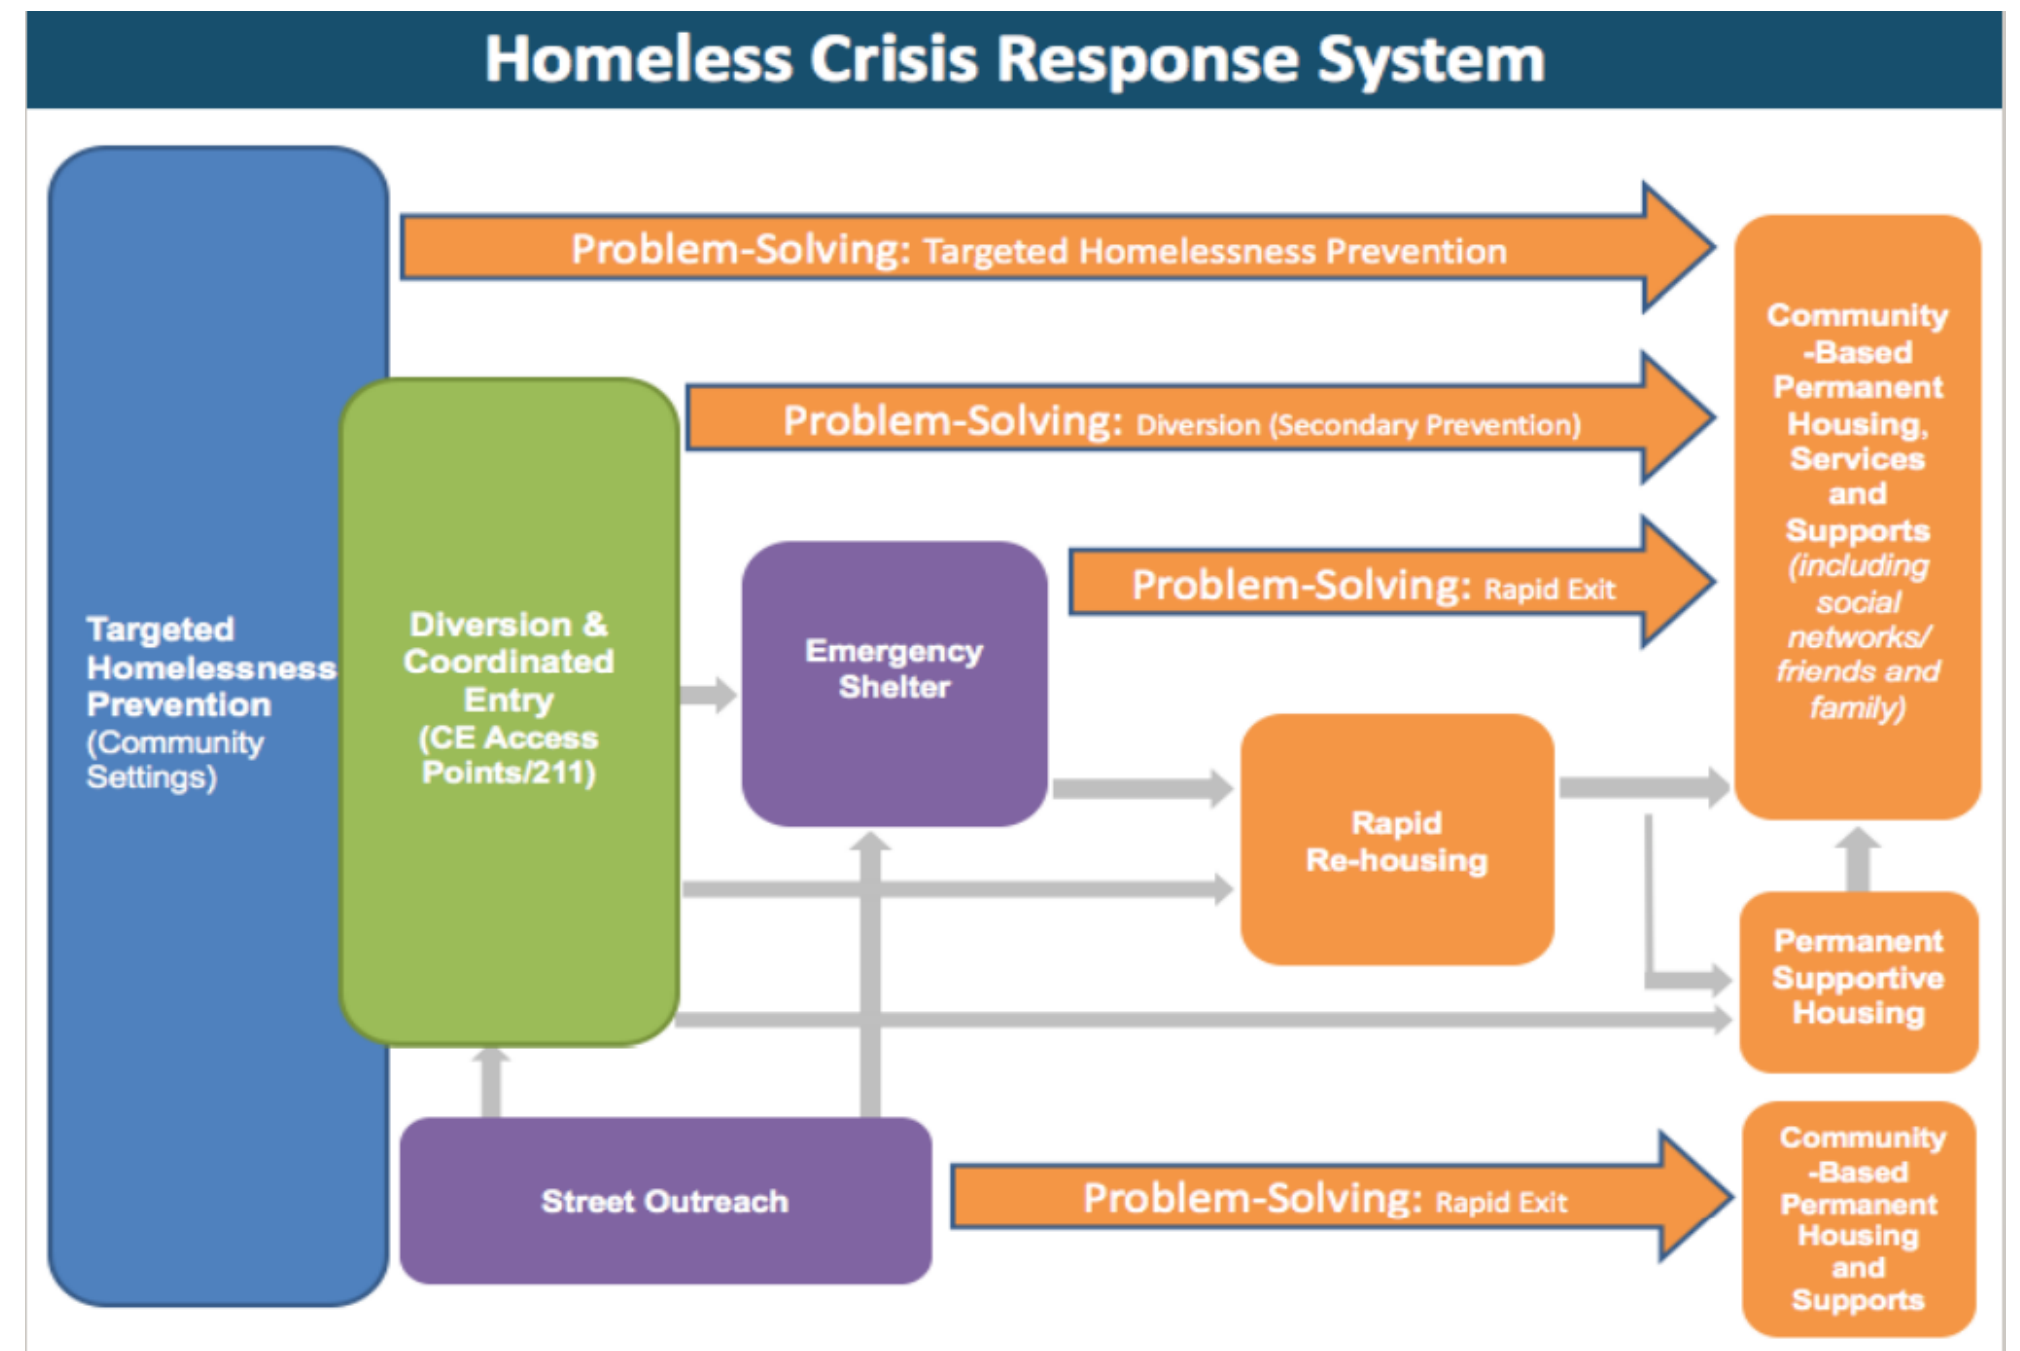 Homeless Crisis Response System
Problem-Solving: Targeted Homelessness Prevention
Problem-Solving: Diversion (Secondary Prevention)
Problem-Solving: Rapid Exit
Targeted
Homelessness
Prevention
(Community
Settings)
Diversion &
Coordinated
Entry
(CE Access
Points/211)
Emergency
Shelter
Rapid
Re-housing
Community
-Based
Permanent
Housing,
Services
and
Supports
(including
social
networks/
friends and
family)
Permanent
Supportive
Housing
Street Outreach
Problem-Solving: Rapid Exit
Community
-Based
Permanent
Housing
and
Supports